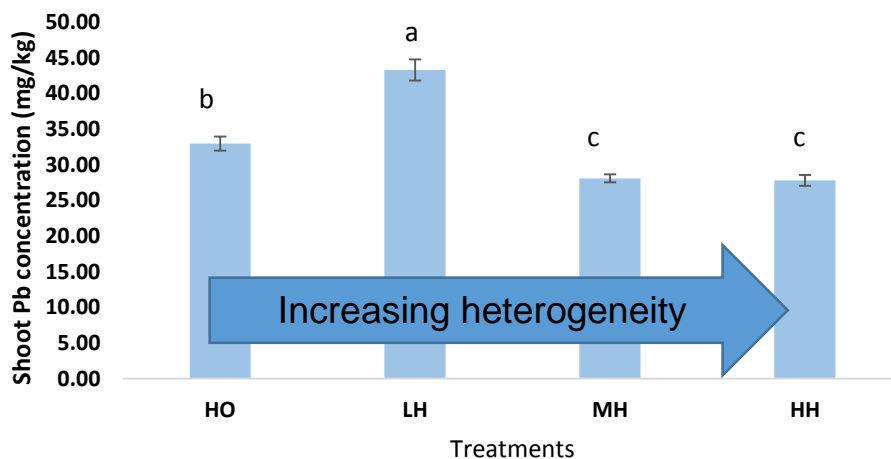 Shoot Pb concentration (mg/kg)
50.00
45.00
40.00
35.00
30.00
25.00
20.00
15.00
10.00
5.00
0.00
b
a
c
c
Increasing heterogeneity
HO
LH
MH
HH
Treatments